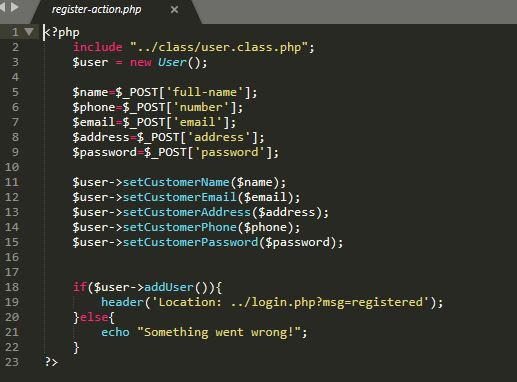 register-action.php ×
1 <?php
2 include "../class/user.class.php";
3 $user = new User();
4
5 $name=$_POST['full-name'];
6 $phone=$_POST['number'];
7 $email=$_POST['email'];
8 $address=$_POST['address'];
9 $password=$_POST['password'];
10
11 $user->setCustomerName($name);
12 $user->setCustomerEmail($email);
13 $user->setCustomerAddress($address);
14 $user->setCustomerPhone($phone);
15 $user->setCustomerPassword($password);
16
17
18 if($user->addUser()){
19 header('Location: ../login.php?msg=registered');
20 }else{
21 echo "Something went wrong!";
22 }
23 ?>